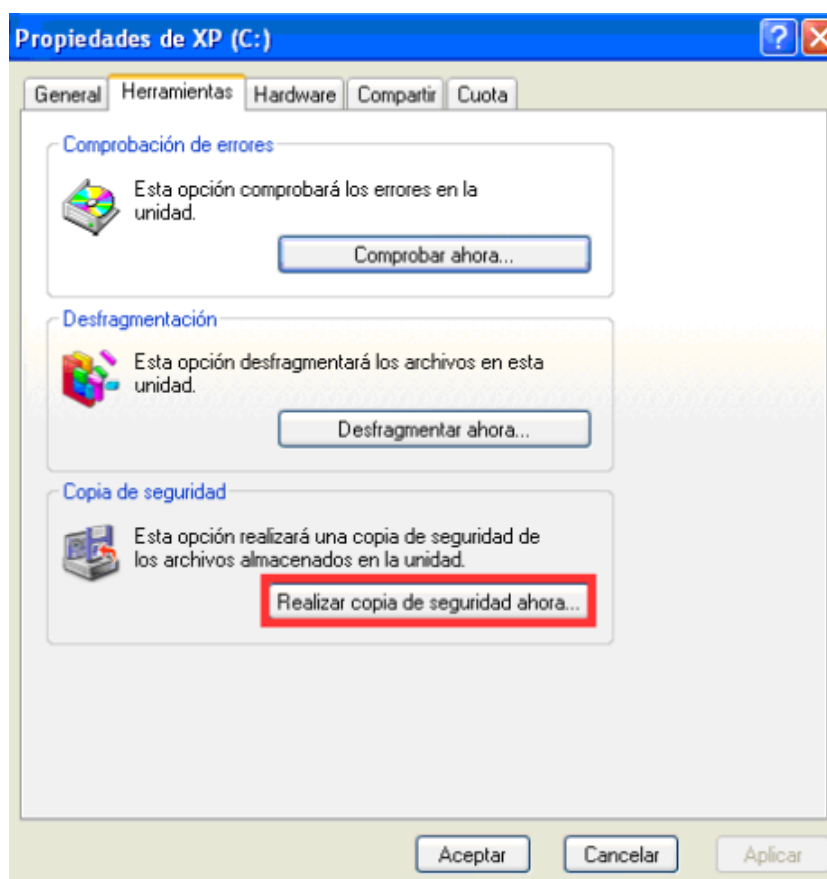 Propiedades de XP (C:)
General Herramientas Hardware Compartir Cuota
Comprobación de errores
Esta opción comprobará los errores en la
unidad.
Comprobar ahora...
Desfragmentación
Esta opción desfragmentará los archivos en esta
unidad.
Desfragmentar ahora...
Copia de seguridad
Esta opción realizará una copia de seguridad de
los archivos almacenados en la unidad.
Realizar copia de seguridad ahora...
Aceptar Cancelar Aplicar